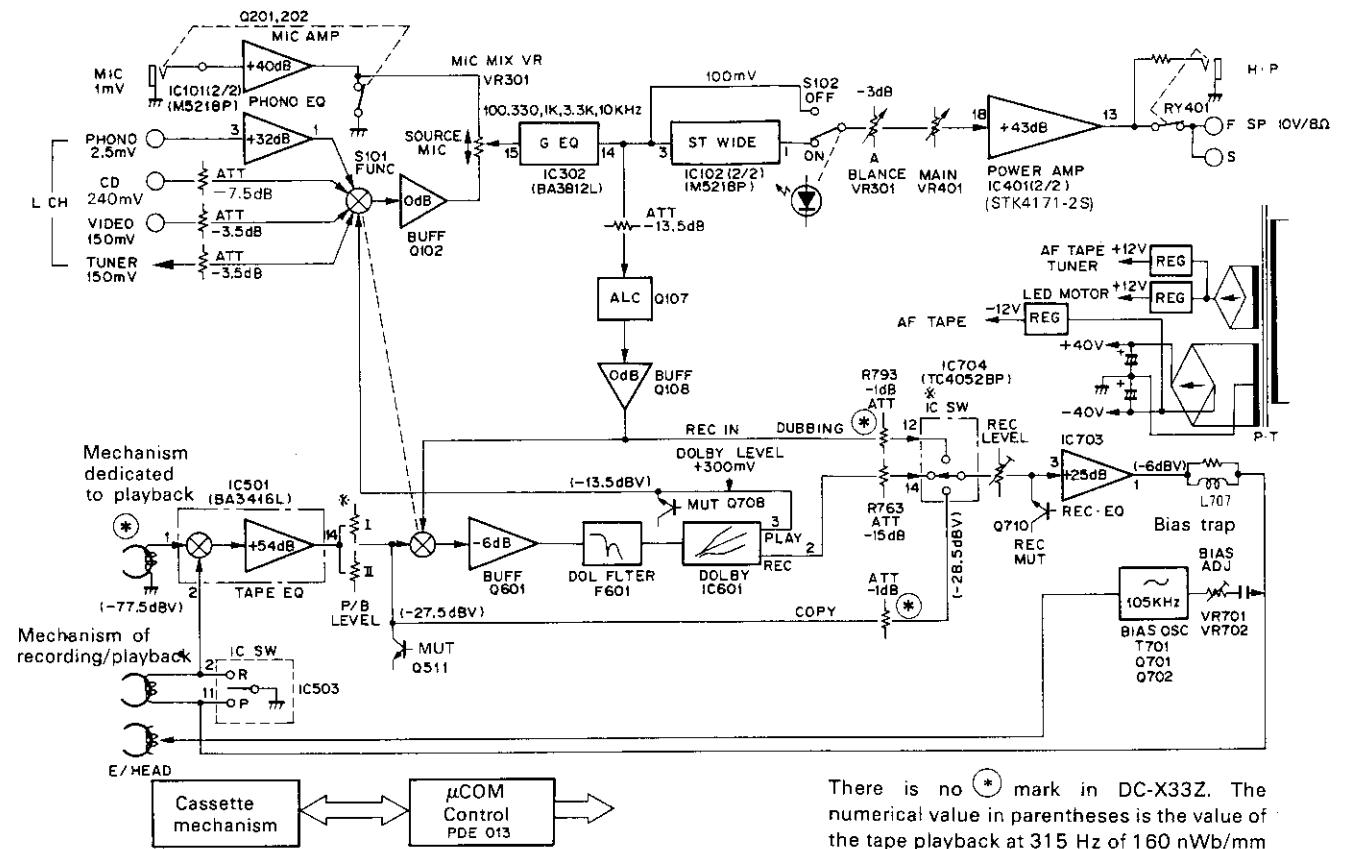 Q201,202
MIC AMP
MIC
1mV
+40dB
IC101(2/2)
(M5218P)
PHONO EQ
MIC MIX VR
VR301
PHONO
2.5mV
3
+32dB
1
S101
FUNC
SOURCE
MIC
L CH
CD
240mV
ATT
-7.5dB
VIDEO
150mV
ATT
-3.5dB
TUNER
150mV
ATT
-3.5dB
0dB
BUFF
Q102
100,330,1K,3.3K,10KHz
15
G EQ
14
IC302
(BA3812L)
100mV
3
ST WIDE
1
IC102(2/2)
(M5218P)
S102
OFF
ON
-3dB
A
BLANCE
VR301
MAIN
VR401
18
+43dB
13
POWER AMP
IC401(2/2)
(STK4171-2S)
H·P
RY401
F
SP 10V/8Ω
S
ATT
-13.5dB
ALC
Q107
0dB
BUFF
Q108
AF TAPE
TUNER
+12V
REG
LED MOTOR
+12V
REG
AF TAPE
-12V
REG
+40V
+
+
-40V
P·T
REC IN
DUBBING
R793
-1dB
ATT
*
12
IC704
(TC4052BP)
※
IC SW
14
R763
ATT
-15dB
REC
LEVEL
IC703
3
+25dB
1
REC-EQ
(-6dBV)
L707
Bias trap
Q710
REC
MUT
DOLBY LEVEL
+300mV
(-13.5dBV)
MUT Q708
3
PLAY
2
REC
Mechanism
dedicated
to playback
*
1
(-77.5dBV)
IC501
(BA3416L)
+54dB
14
2
TAPE EQ
※
I
II
P/B
LEVEL
(-27.5dBV)
MUT
Q511
-6dB
BUFF
Q601
DOL FLTER
F601
DOLBY
IC601
COPY
ATT
-1dB
*
(-28.5dBV)
105KHz
BIAS OSC
T701
Q701
Q702
BIAS
ADJ
VR701
VR702
Mechanism of
recording/playback
2
IC SW
R
11
P
IC503
E/HEAD
Cassette
mechanism
μCOM
Control
PDE 013
There is no * mark in DC-X33Z. The
numerical value in parentheses is the value of
the tape playback at 315 Hz of 160 nWb/mm